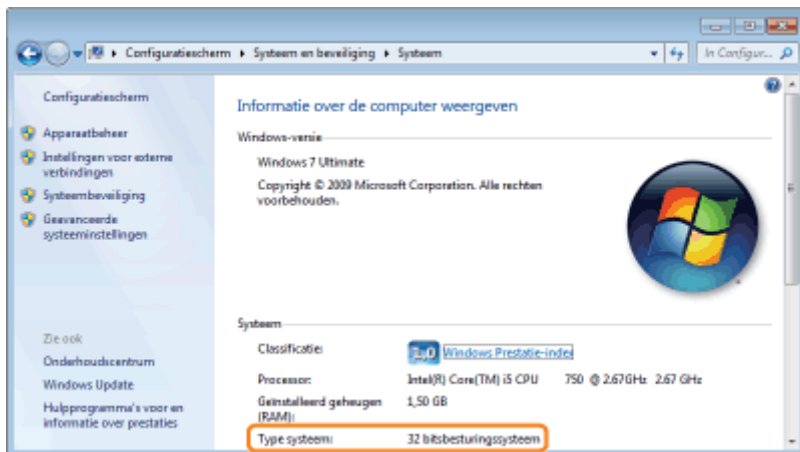 Configuratiescherm ▸ Systeem en beveiliging ▸ Systeem
In Configur...
Configuratiescherm
Apparaatbeheer
Instellingen voor externe
verbindingen
Systeembeveiliging
Geavanceerde
systeeminstellingen
Zie ook
Onderhoudscentrum
Windows Update
Hulpprogramma's voor en
informatie over prestaties
Informatie over de computer weergeven
Windows-versie
Windows 7 Ultimate
Copyright © 2009 Microsoft Corporation. Alle rechten
voorbehouden.
Systeem
Classificatie: 1,0 Windows Prestatie-index
Processor: Intel(R) Core(TM) i5 CPU 750 @ 2.67GHz 2.67 GHz
Geïnstalleerd geheugen 1,50 GB
(RAM):
Type systeem: 32 bitsbesturingssysteem